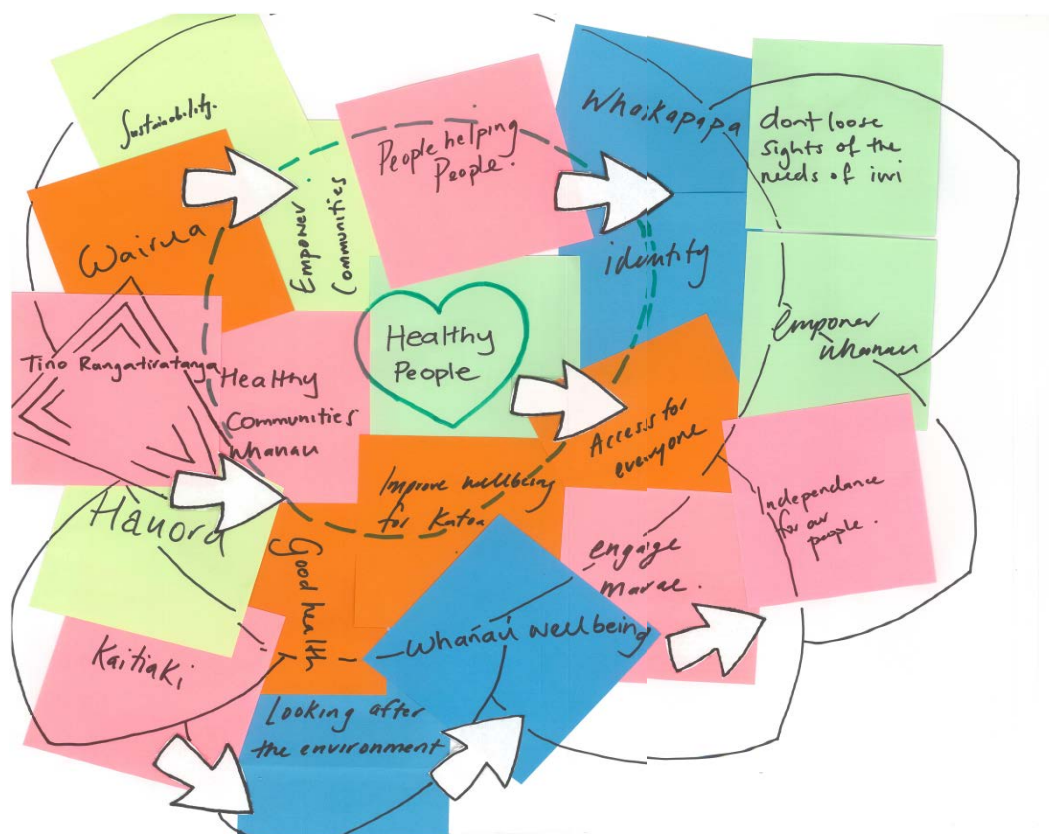 Sustainability.
People helping
People.
Whaikapapa
dont loose
sights of the
needs of iwi
Wairua
Empower
Communities
identity
empower
whanau
Tino Rangatiratanga
Healthy
Communities
whanau
Healthy
People
Access for
everyone
Improve wellbeing
for Katoa
Independance
for our
people.
Hauora
Good health
engage
Marae.
Kaitiaki
Whanau wellbeing
Looking after
the environment